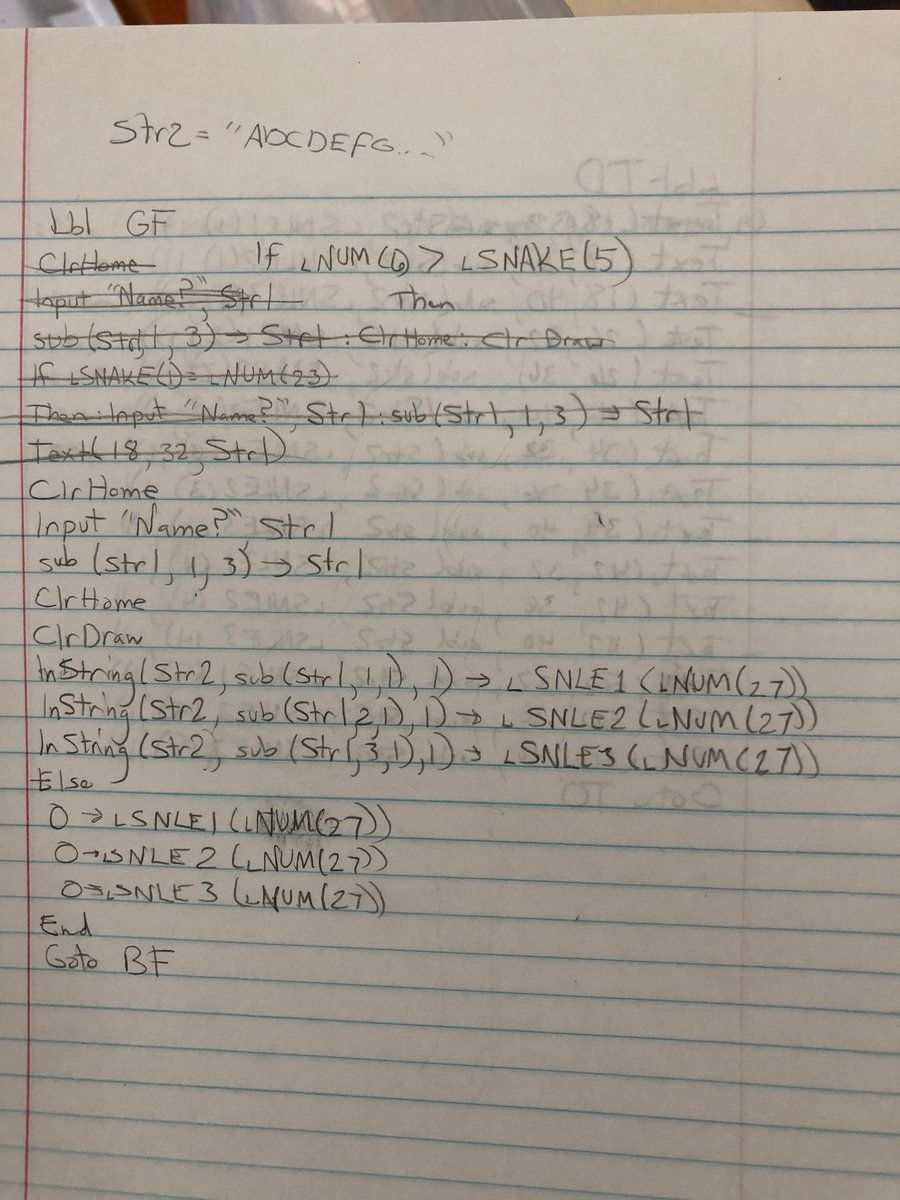 Str2 = "ABCDEFG..."
Lbl GF
ClrHome If ʟNUM(6) > ʟSNAKE(5)
Input "Name?", Str1 Then
sub(Str1, 1, 3) → Str1 : ClrHome : ClrDraw
If ʟSNAKE(1) = ʟNUM(23)
Then : Input "Name?", Str1 : sub(Str1, 1, 3) → Str1
Text(18, 32, Str1)
ClrHome
Input "Name?", Str1
sub (Str1, 1, 3) → Str1
ClrHome
ClrDraw
InString(Str2, sub(Str1, 1, 1), 1) → ʟSNLE1(ʟNUM(27))
InString(Str2, sub(Str1, 2, 1), 1) → ʟSNLE2(ʟNUM(27))
InString(Str2, sub(Str1, 3, 1), 1) → ʟSNLE3(ʟNUM(27))
Else
0 → ʟSNLE1(ʟNUM(27))
0 → ʟSNLE2(ʟNUM(27))
0 → ʟSNLE3(ʟNUM(27))
End
Goto BF